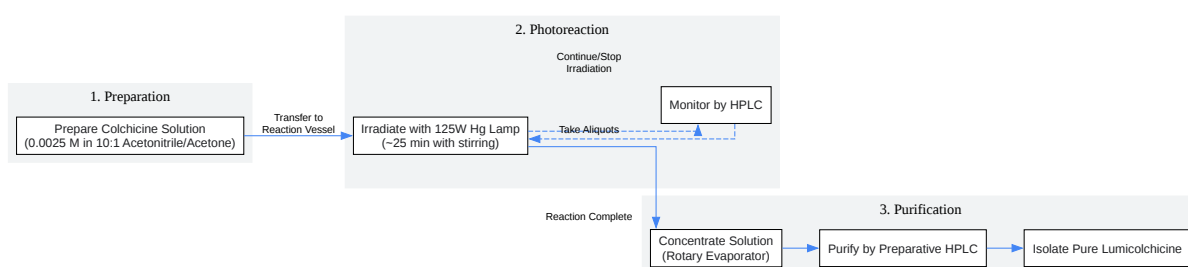 1. Preparation
Prepare Colchicine Solution
(0.0025 M in 10:1 Acetonitrile/Acetone)
Transfer to
Reaction Vessel
2. Photoreaction
Continue/Stop
Irradiation
Monitor by HPLC
Irradiate with 125W Hg Lamp
(~25 min with stirring)
Take Aliquots
Reaction Complete
3. Purification
Concentrate Solution
(Rotary Evaporator)
Purify by Preparative HPLC
Isolate Pure Lumicolchicine